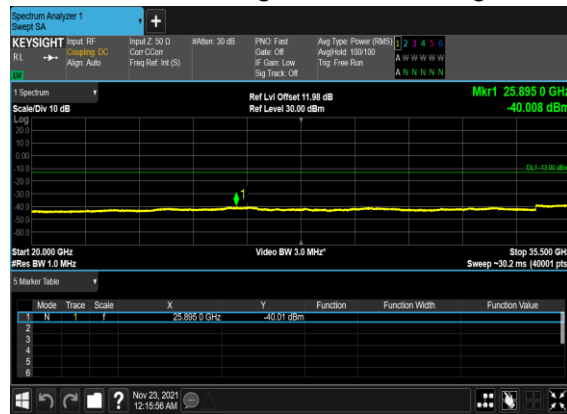 Spectrum Analyzer 1
Swept SA
+
KEYSIGHT Input: RF Input Z: 50 Ω #Atten: 30 dB PNO: Fast Avg Type: Power (RMS) 1 2 3 4 5 6
RL Coupling: DC Corr CCorr Gate: Off Avg|Hold: 100/100 A W W W W W
Align: Auto Freq Ref: Int (S) IF Gain: Low Trig: Free Run A N N N N N
Sig Track: Off
1 Spectrum Ref Lvl Offset 11.98 dB Mkr1 25.895 0 GHz
Scale/Div 10 dB Ref Level 30.00 dBm -40.008 dBm
Log
20.0
10.0
0.00
-10.0
DL1 -13.00 dBm
-20.0
-30.0
1
-40.0
-50.0
-60.0
Start 20.000 GHz Video BW 3.0 MHz* Stop 35.500 GHz
#Res BW 1.0 MHz Sweep ~30.2 ms (40001 pts)
5 Marker Table
Mode Trace Scale X Y Function Function Width Function Value
1 N 1 f 25.895 0 GHz -40.01 dBm
2
3
4
5
6
? Nov 23, 2021
12:15:56 AM